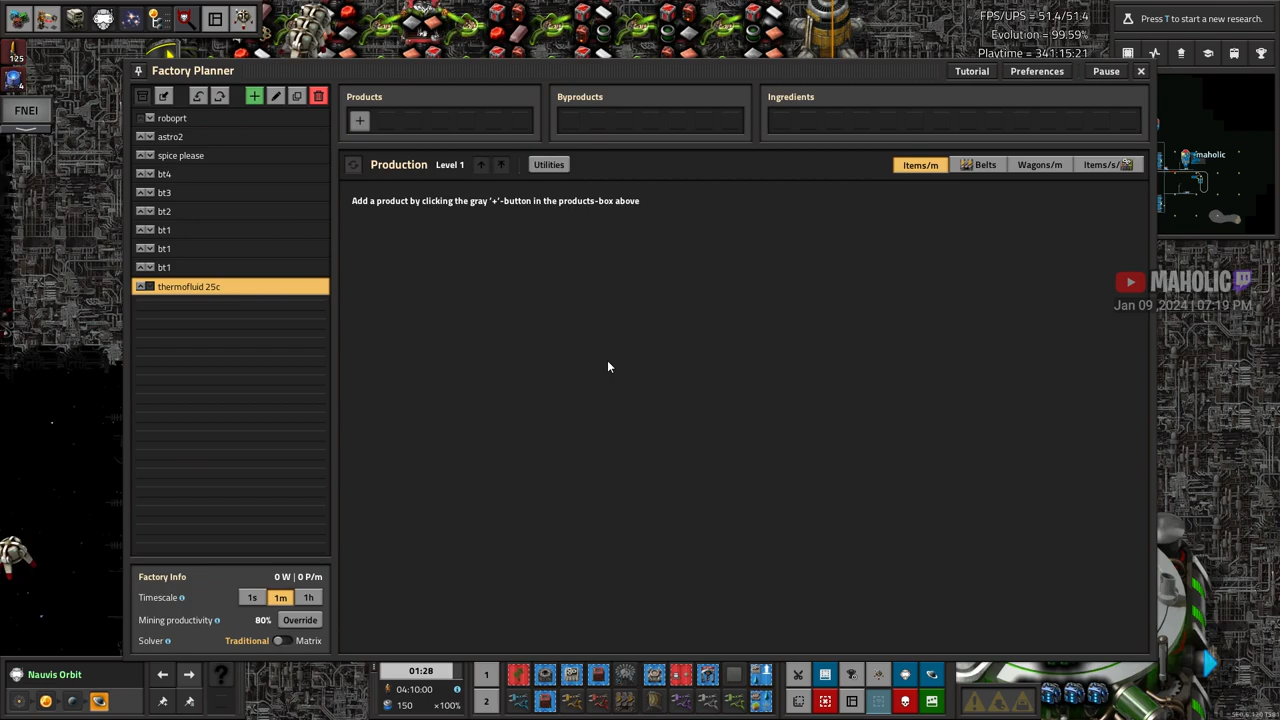 FPS/UPS = 51.4/51.4
Evolution = 99.59%
Playtime = 341:15:21
Press T to start a new research.
125
4
FNEI
Factory Planner
Tutorial
Preferences
Pause
Products
Byproducts
Ingredients
roboprt
astro2
spice please
bt4
bt3
bt2
bt1
bt1
bt1
thermofluid 25c
Production
Level 1
Utilities
Items/m
Belts
Wagons/m
Items/s/
Add a product by clicking the gray '+'-button in the products-box above
maholic
MAHOLIC
Jan 09 ,2024 | 07:19 PM
Factory Info
0 W | 0 P/m
Timescale
1s
1m
1h
Mining productivity
80%
Override
Solver
Traditional
Matrix
Nauvis Orbit
?
01:28
04:10:00
150
×100%
1
2